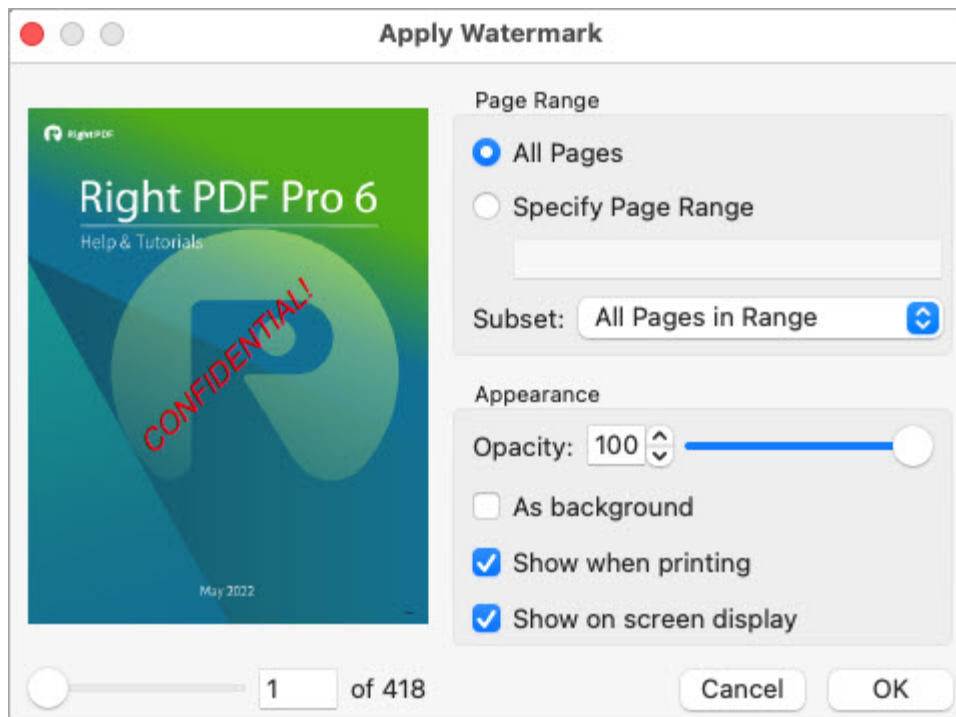 Apply Watermark
RightPDF
Right PDF Pro 6
Help & Tutorials
CONFIDENTIAL!
May 2022
1 of 418
Page Range
All Pages
Specify Page Range
Subset: All Pages in Range
Appearance
Opacity: 100
As background
Show when printing
Show on screen display
Cancel OK